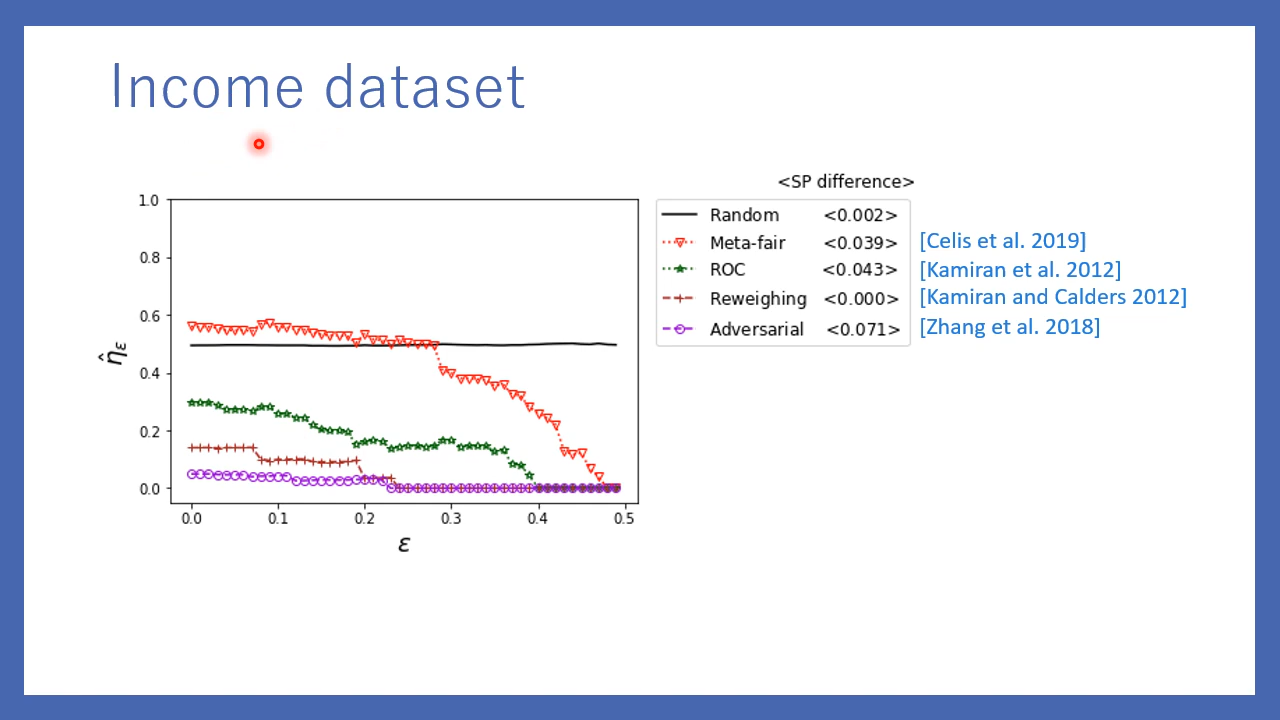 Income dataset
<SP difference>
Random <0.002>
Meta-fair <0.039> [Celis et al. 2019]
ROC <0.043> [Kamiran et al. 2012]
Reweighing <0.000> [Kamiran and Calders 2012]
Adversarial <0.071> [Zhang et al. 2018]
1.0
0.8
0.6
0.4
0.2
0.0
η̂ε
0.0 0.1 0.2 0.3 0.4 0.5
ε